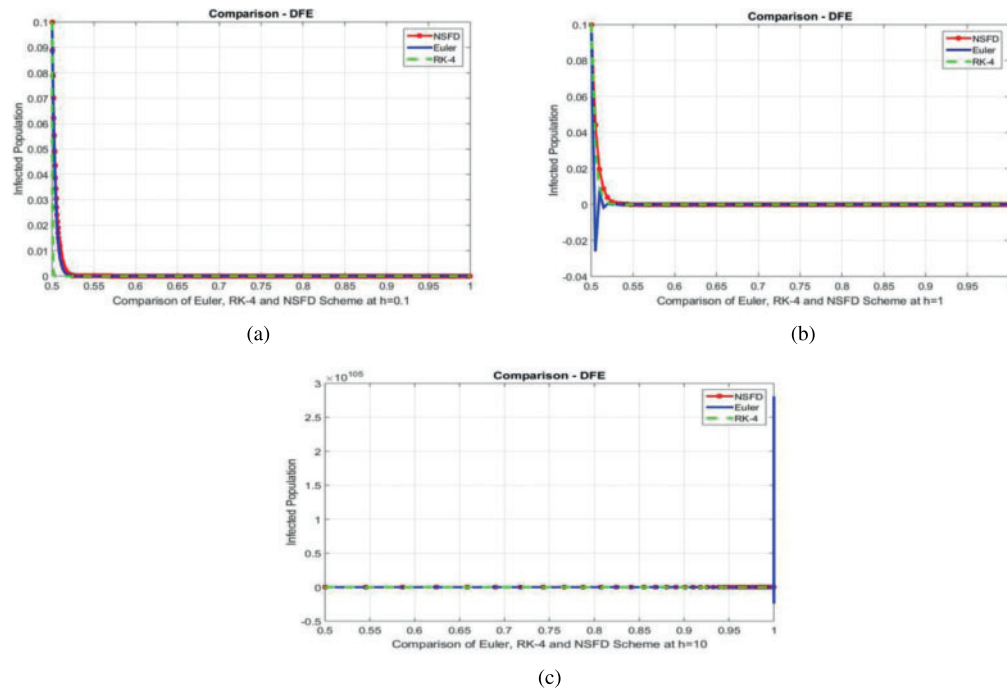 Comparison - DFE
NSFD
Euler
RK-4
Infected Population
0.1
0.09
0.08
0.07
0.06
0.05
0.04
0.03
0.02
0.01
0
0.5 0.55 0.6 0.65 0.7 0.75 0.8 0.85 0.9 0.95 1
Comparison of Euler, RK-4 and NSFD Scheme at h=0.1
(a)
Comparison - DFE
NSFD
Euler
RK-4
Infected Population
0.1
0.08
0.06
0.04
0.02
0
-0.02
-0.04
0.5 0.55 0.6 0.65 0.7 0.75 0.8 0.85 0.9 0.95 1
Comparison of Euler, RK-4 and NSFD Scheme at h=1
(b)
Comparison - DFE
×10^105
NSFD
Euler
RK-4
Infected Population
3
2.5
2
1.5
1
0.5
0
-0.5
0.5 0.55 0.6 0.65 0.7 0.75 0.8 0.85 0.9 0.95 1
Comparison of Euler, RK-4 and NSFD Scheme at h=10
(c)